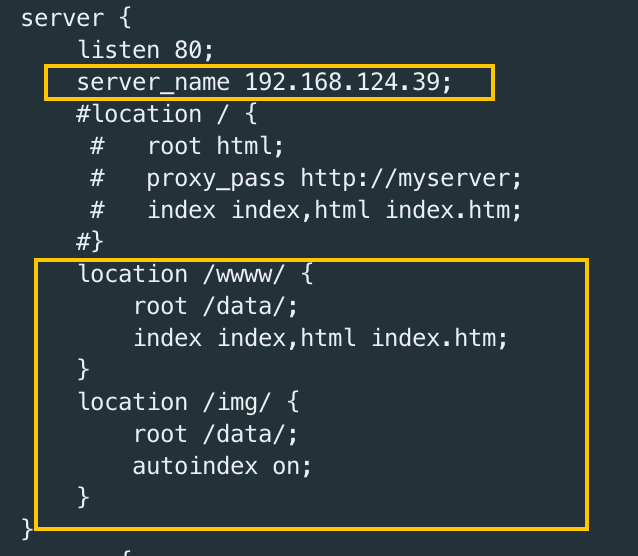 server {
    listen 80;
    server_name 192.168.124.39;
    #location / {
     #   root html;
     #   proxy_pass http://myserver;
     #   index index,html index.htm;
    #}
    location /wwww/ {
        root /data/;
        index index,html index.htm;
    }
    location /img/ {
        root /data/;
        autoindex on;
    }
}